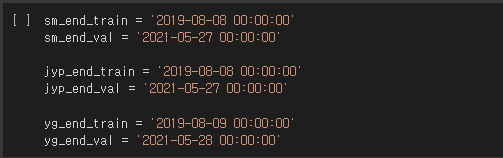 [ ] sm_end_train = '2019-08-08 00:00:00'
sm_end_val = '2021-05-27 00:00:00'
jyp_end_train = '2019-08-08 00:00:00'
jyp_end_val = '2021-05-27 00:00:00'
yg_end_train = '2019-08-09 00:00:00'
yg_end_val = '2021-05-28 00:00:00'